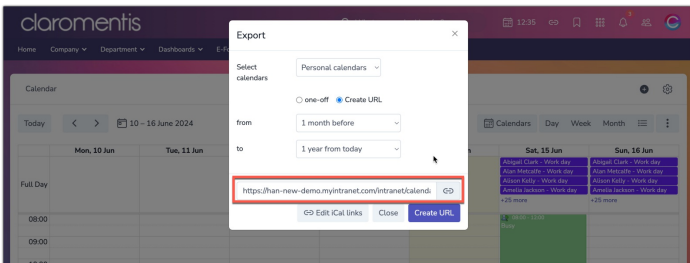 claromentis
12:35
Home Company Department Dashboards
Export
Select calendars
Personal calendars
one-off Create URL
from
1 month before
to
1 year from today
https://han-new-demo.myintranet.com/intranet/calenda
Edit iCal links Close Create URL
Calendar
Today 10 – 16 June 2024
Calendars Day Week Month
Mon, 10 Jun Tue, 11 Jun Sat, 15 Jun Sun, 16 Jun
Full Day
Abigail Clark - Work day Abigail Clark - Work day
Alan Metcalfe - Work day Alan Metcalfe - Work day
Alison Kelly - Work day Alison Kelly - Work day
Amelia Jackson - Work day Amelia Jackson - Work day
+25 more +25 more
08:00
Busy
09:00